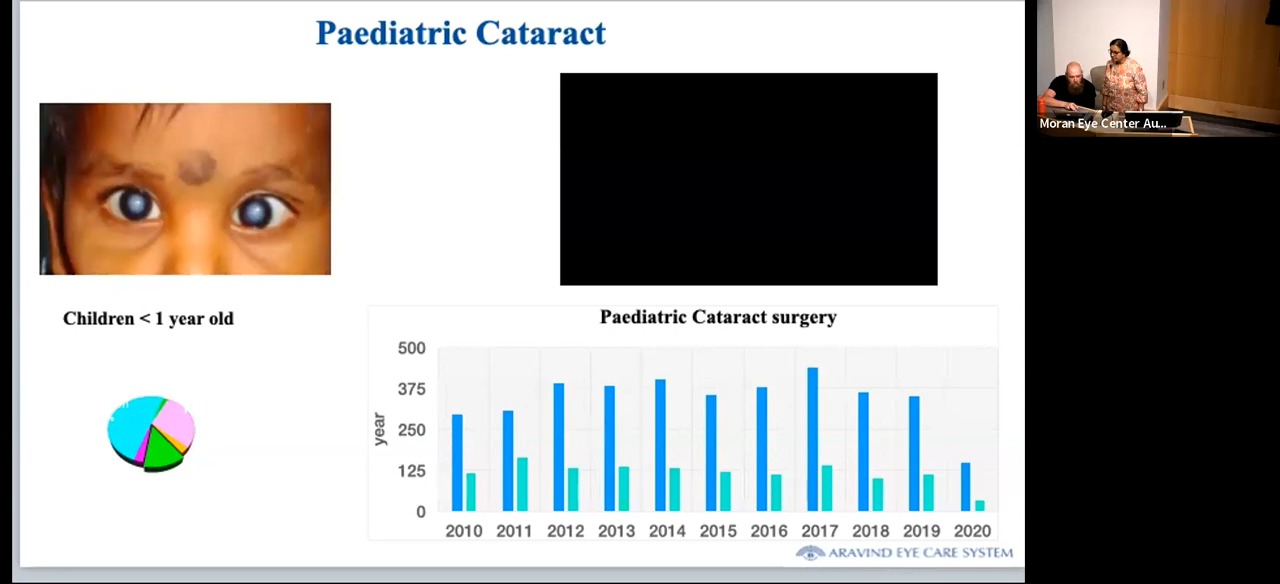 Paediatric Cataract
Moran Eye Center Au...
Children < 1 year old
Paediatric Cataract surgery
500
375
250
125
0
year
2010 2011 2012 2013 2014 2015 2016 2017 2018 2019 2020
ARAVIND EYE CARE SYSTEM